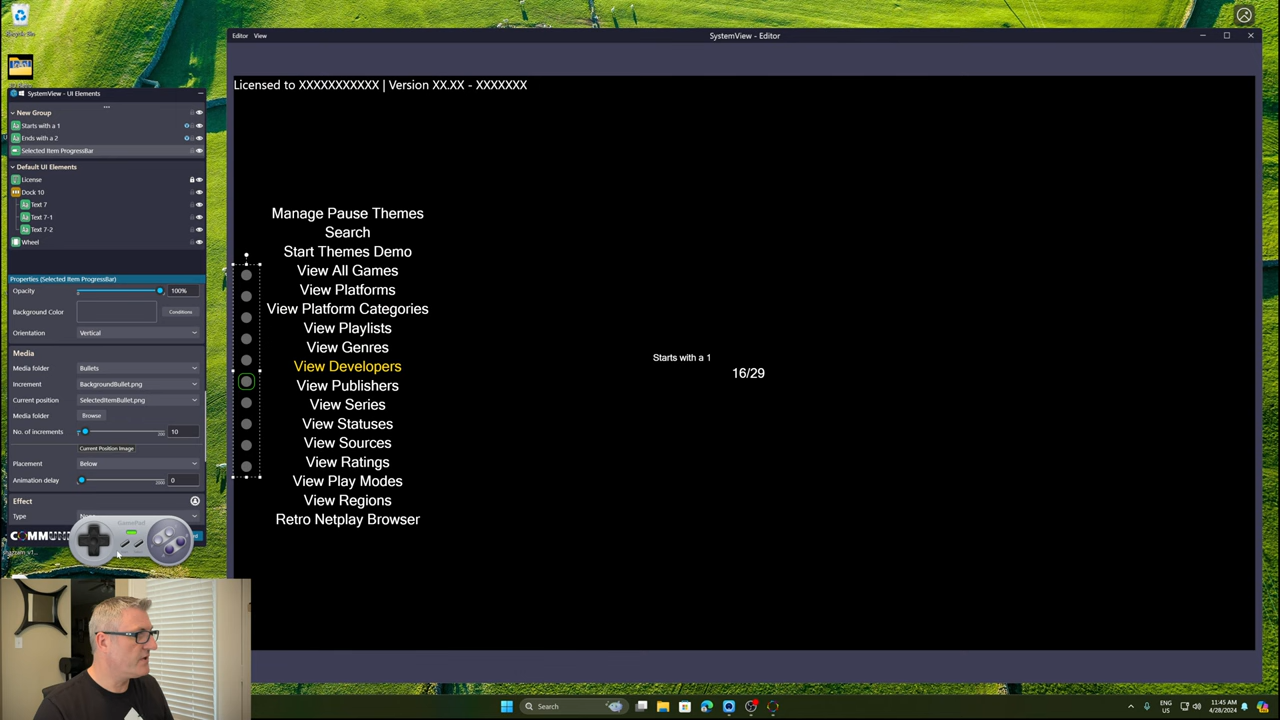 Editor View SystemView - Editor
Licensed to XXXXXXXXXXX | Version XX.XX - XXXXXXX
SystemView - UI Elements
New Group
Starts with a 1
Ends with a 2
Selected Item ProgressBar
Default UI Elements
License
Dock 10
Text 7
Text 7-1
Text 7-2
Wheel
Properties (Selected Item ProgressBar)
Opacity 100%
Background Color Conditions
Orientation Vertical
Media
Media folder Bullets
Increment BackgroundBullet.png
Current position SelectedItemBullet.png
Media folder Browse
No. of increments 10
Current Position Image
Placement Below
Animation delay 0
Effect
Type
Manage Pause Themes
Search
Start Themes Demo
View All Games
View Platforms
View Platform Categories
View Playlists
View Genres
View Developers
View Publishers
View Series
View Statuses
View Sources
View Ratings
View Play Modes
View Regions
Retro Netplay Browser
Starts with a 1
16/29
Search
ENG
US
11:45 AM
4/28/2024